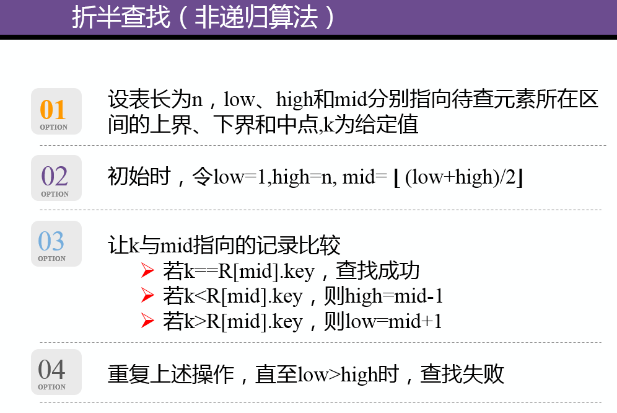 折半查找（非递归算法）
01
OPTION
设表长为n，low、high和mid分别指向待查元素所在区
间的上界、下界和中点,k为给定值
02
OPTION
初始时，令low=1,high=n, mid=⌊(low+high)/2⌋
03
OPTION
让k与mid指向的记录比较
➢ 若k==R[mid].key，查找成功
➢ 若k<R[mid].key，则high=mid-1
➢ 若k>R[mid].key，则low=mid+1
04
OPTION
重复上述操作，直至low>high时，查找失败